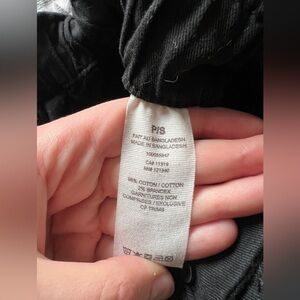 P/S
FAIT AU BANGLADESH
MADE IN BANGLADESH
CA# 11519
98% COTON / COTTON
2% SPANDEX
GARNITURES NON
COMPRISES / EXCLUSIVE
OF TRIMS